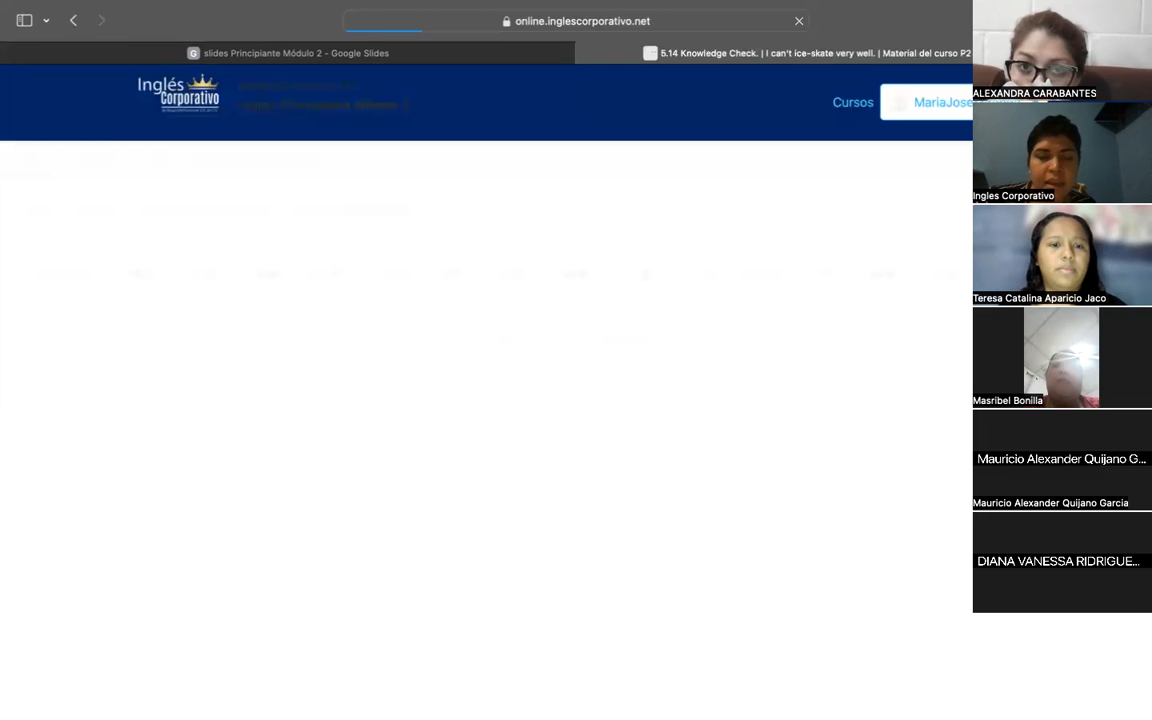 online.inglescorporativo.net
slides Principiante Módulo 2 - Google Slides
5.14 Knowledge Check. | I can't ice-skate very well. | Material del curso P2
Inglés
Corporativo
Cursos
MariaJose
ALEXANDRA CARABANTES
Ingles Corporativo
Teresa Catalina Aparicio Jaco
Masribel Bonilla
Mauricio Alexander Quijano G...
Mauricio Alexander Quijano Garcia
DIANA VANESSA RIDRIGUE...